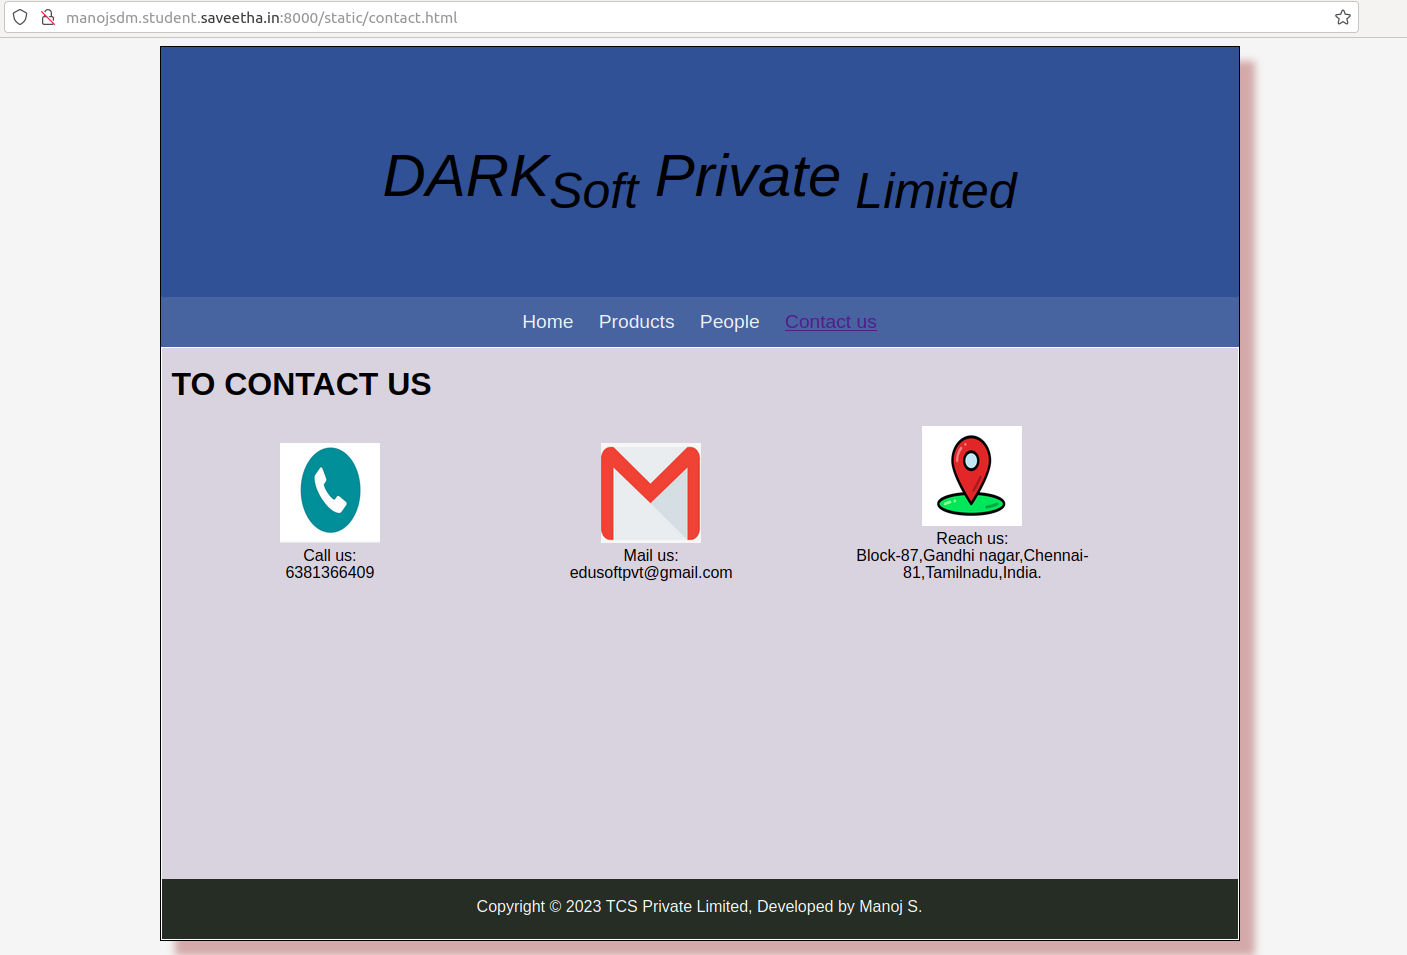 manojsdm.student.saveetha.in:8000/static/contact.html
DARKSoft Private Limited
Home Products People Contact us
TO CONTACT US
Call us:
6381366409
Mail us:
edusoftpvt@gmail.com
Reach us:
Block-87,Gandhi nagar,Chennai-
81,Tamilnadu,India.
Copyright © 2023 TCS Private Limited, Developed by Manoj S.